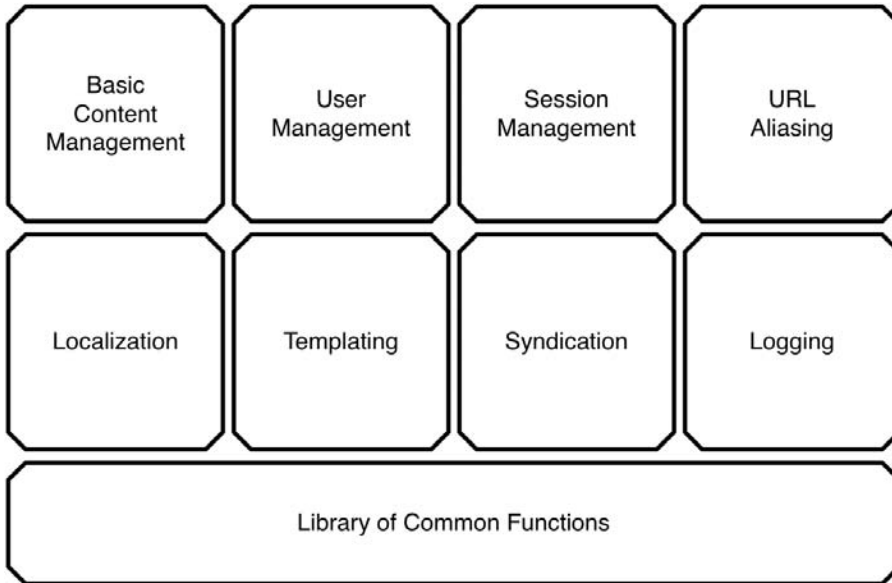 Basic
Content
Management
User
Management
Session
Management
URL
Aliasing
Localization
Templating
Syndication
Logging
Library of Common Functions